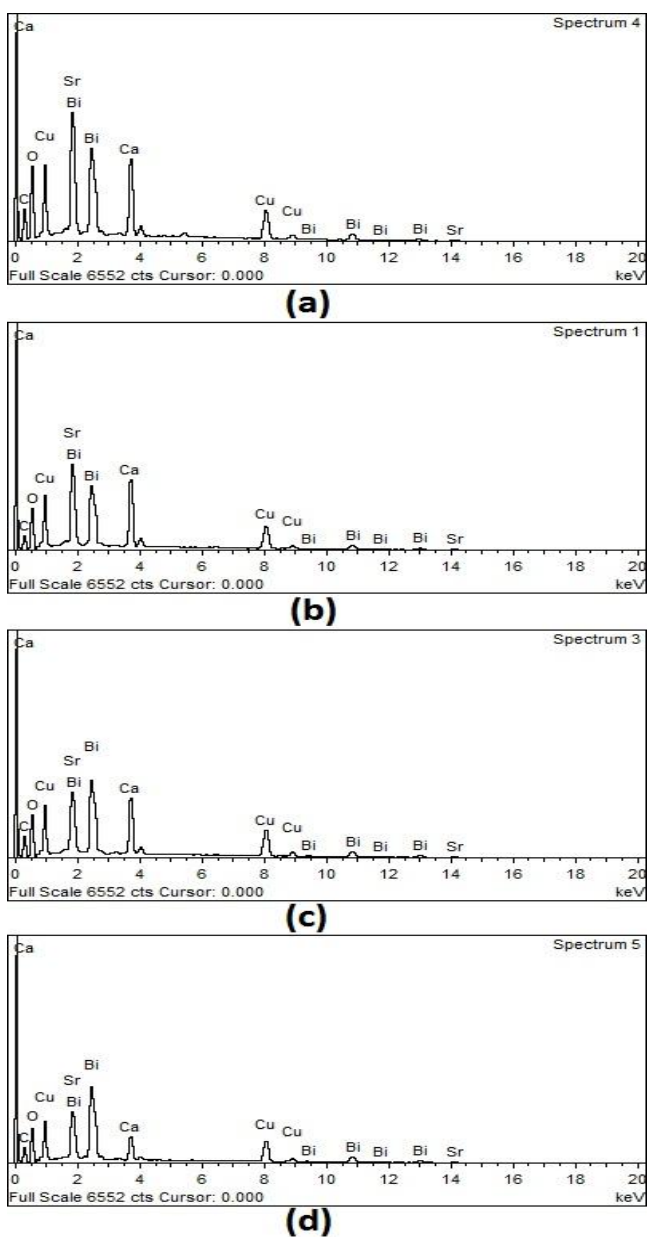 Ca
Spectrum 4
Sr
Bi
Cu
Bi
Ca
O
C
Cu
Cu
Bi
Bi
Bi
Bi
Sr
0 2 4 6 8 10 12 14 16 18 20
Full Scale 6552 cts Cursor: 0.000
keV
(a)
Ca
Spectrum 1
Sr
Bi
Cu
Bi
Ca
O
C
Cu
Cu
Bi
Bi
Bi
Bi
Sr
0 2 4 6 8 10 12 14 16 18 20
Full Scale 6552 cts Cursor: 0.000
keV
(b)
Ca
Spectrum 3
Bi
Sr
Cu
Bi
Ca
O
C
Cu
Cu
Bi
Bi
Bi
Bi
Sr
0 2 4 6 8 10 12 14 16 18 20
Full Scale 6552 cts Cursor: 0.000
keV
(c)
Ca
Spectrum 5
Bi
Sr
Cu
Bi
Ca
O
C
Cu
Cu
Bi
Bi
Bi
Bi
Sr
0 2 4 6 8 10 12 14 16 18 20
Full Scale 6552 cts Cursor: 0.000
keV
(d)